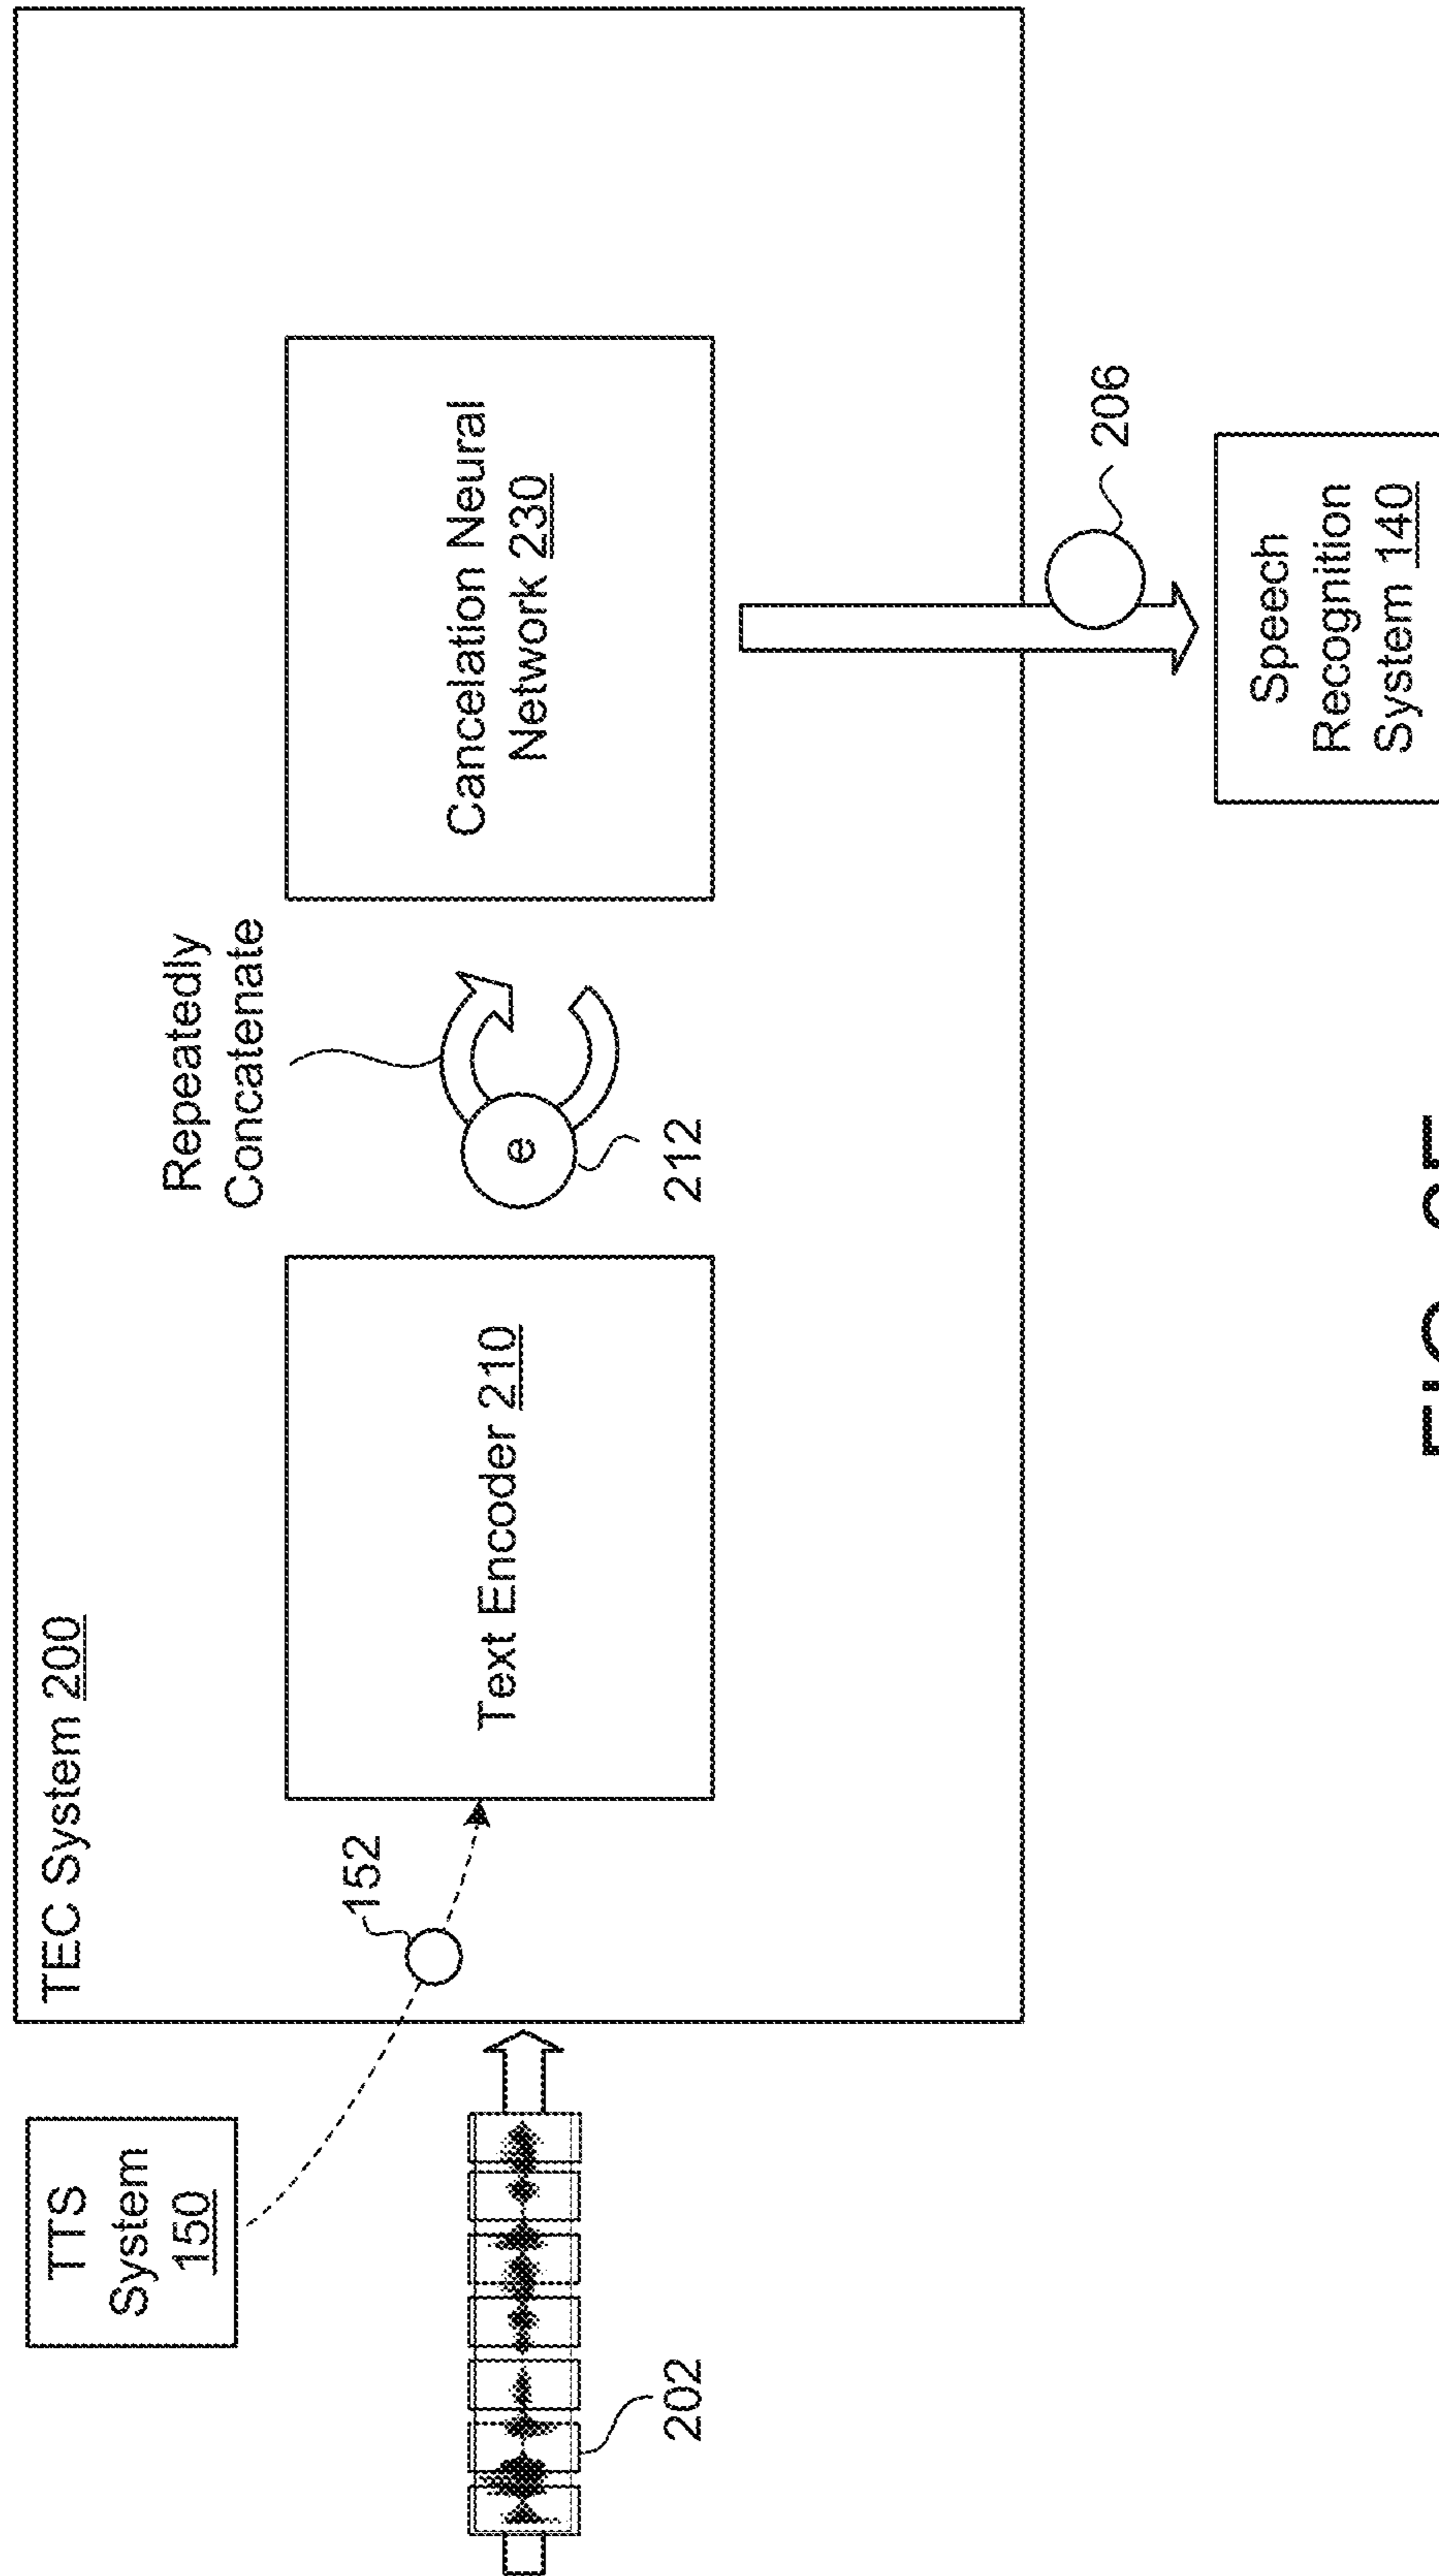 TEC System 200
TTS
System
150
152
202
Text Encoder 210
Repeatedly
Concatenate
e
212
Cancelation Neural
Network 230
206
Speech
Recognition
System 140